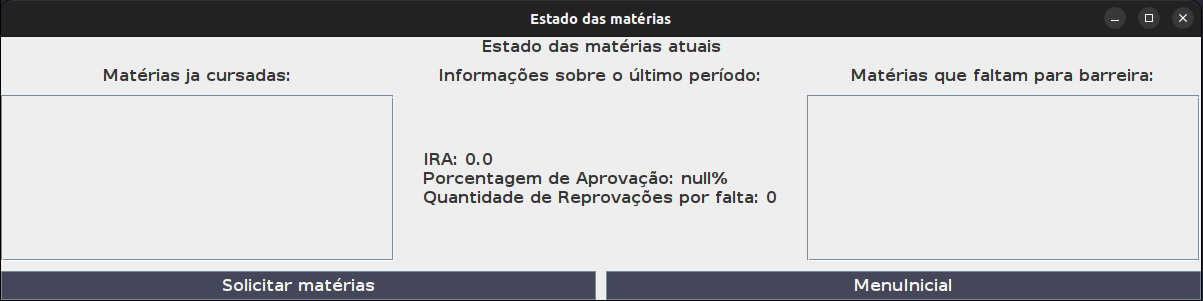 Estado das matérias
Estado das matérias atuais
Matérias ja cursadas:
Informações sobre o último período:
Matérias que faltam para barreira:
IRA: 0.0
Porcentagem de Aprovação: null%
Quantidade de Reprovações por falta: 0
Solicitar matérias
MenuInicial